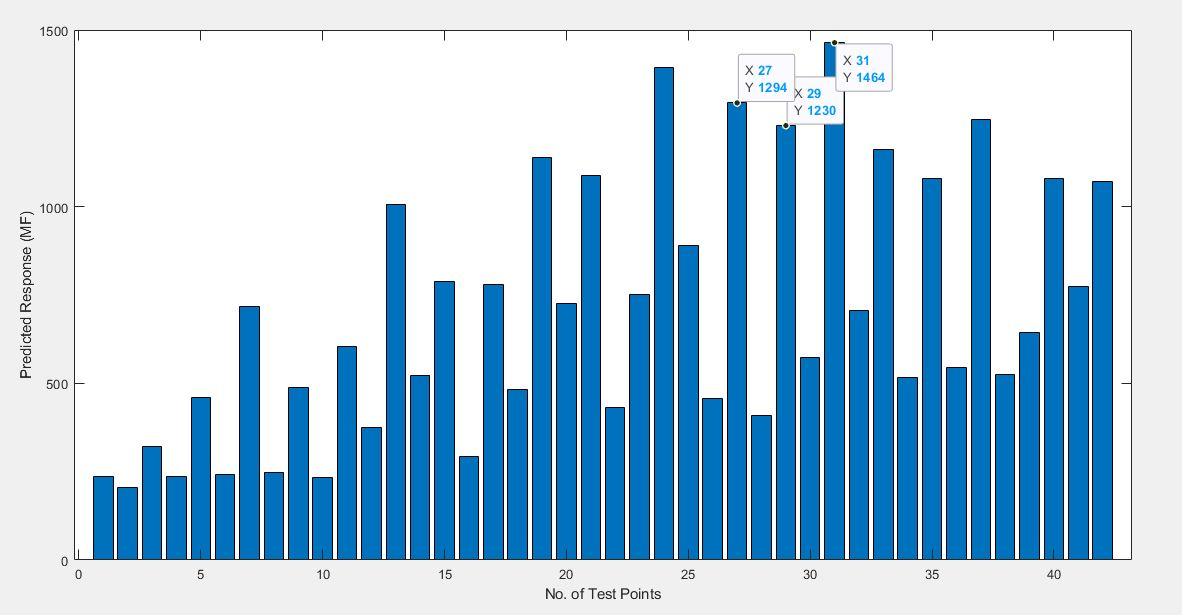 1500
1000
500
0
Predicted Response (MF)
X 27
Y 1294
X 29
Y 1230
X 31
Y 1464
0 5 10 15 20 25 30 35 40
No. of Test Points